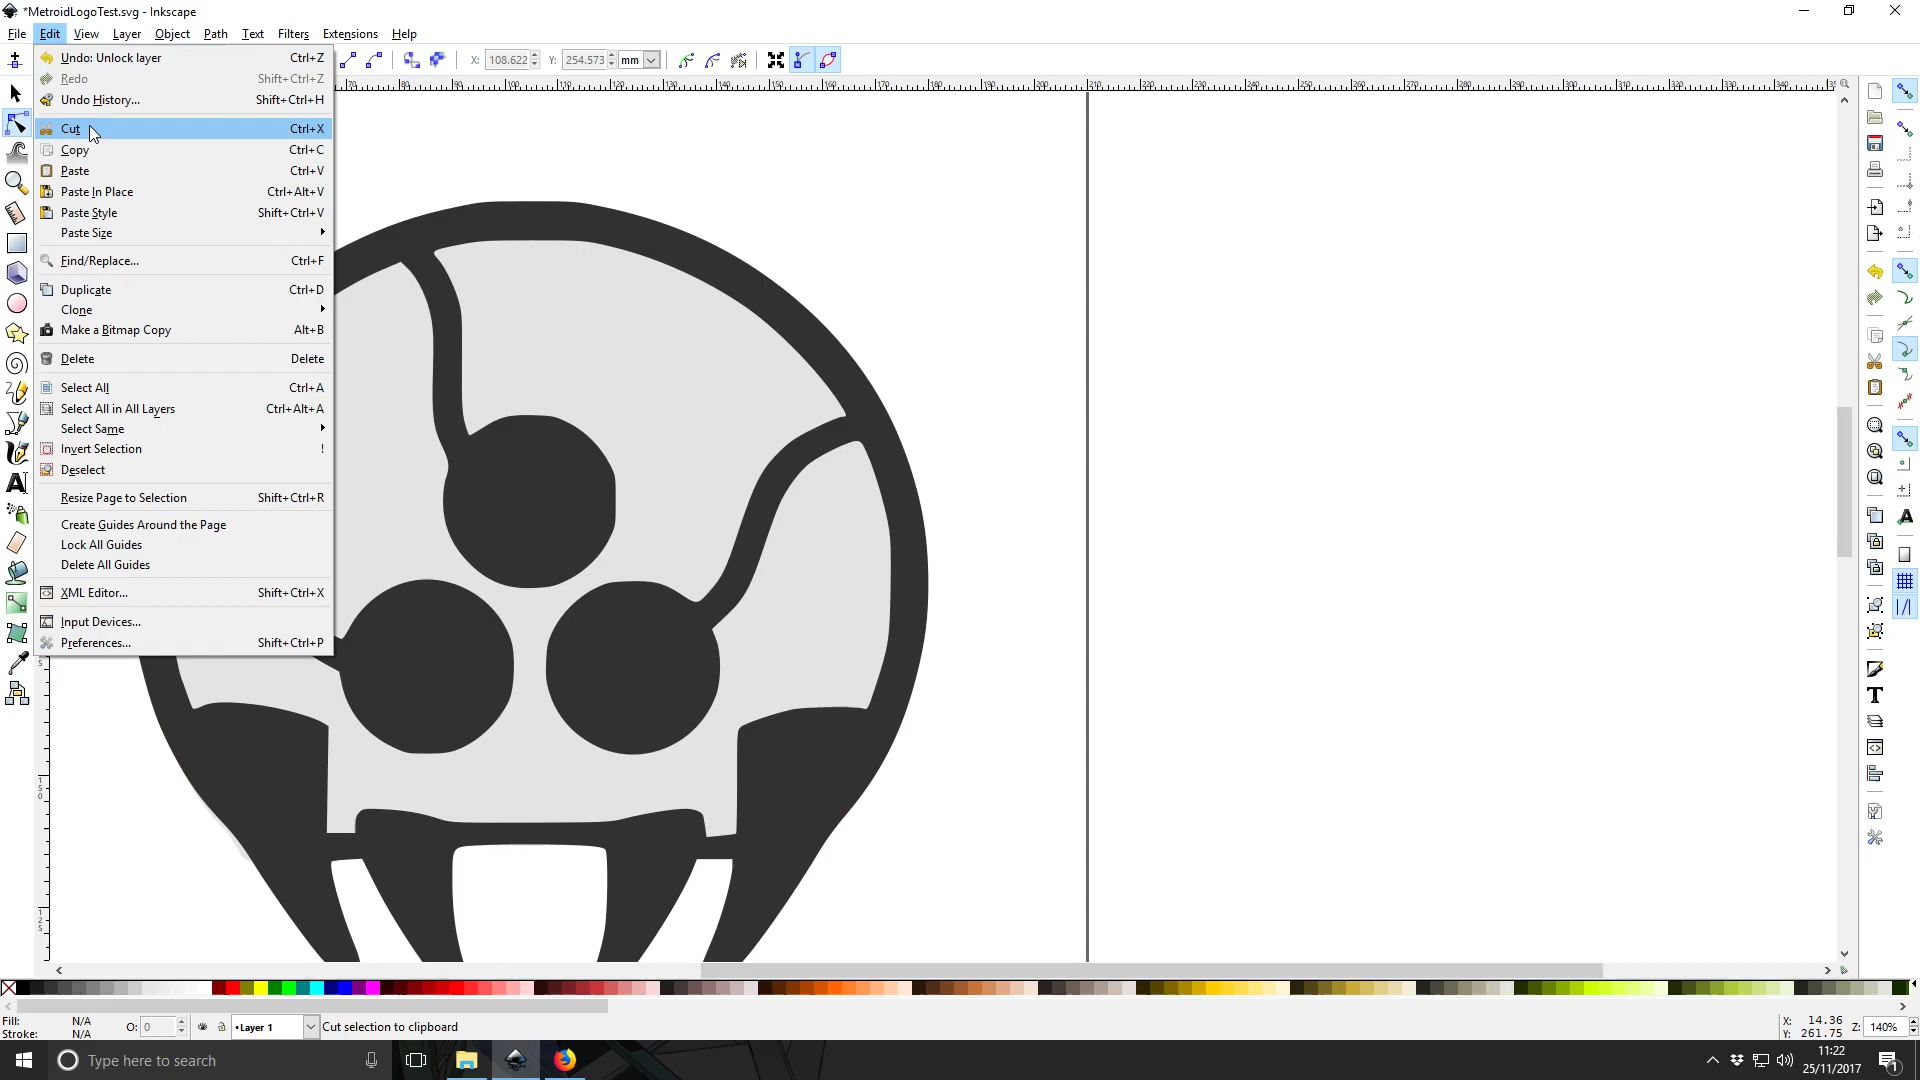 *MetroidLogoTest.svg - Inkscape
File Edit View Layer Object Path Text Filters Extensions Help
X: 108.622 Y: 254.573 mm
Undo: Unlock layer Ctrl+Z
Redo Shift+Ctrl+Z
Undo History... Shift+Ctrl+H
Cut Ctrl+X
Copy Ctrl+C
Paste Ctrl+V
Paste In Place Ctrl+Alt+V
Paste Style Shift+Ctrl+V
Paste Size
Find/Replace... Ctrl+F
Duplicate Ctrl+D
Clone
Make a Bitmap Copy Alt+B
Delete Delete
Select All Ctrl+A
Select All in All Layers Ctrl+Alt+A
Select Same
Invert Selection !
Deselect
Resize Page to Selection Shift+Ctrl+R
Create Guides Around the Page
Lock All Guides
Delete All Guides
XML Editor... Shift+Ctrl+X
Input Devices...
Preferences... Shift+Ctrl+P
Fill: N/A
Stroke: N/A
O: 0
•Layer 1
Cut selection to clipboard
X: 14.36
Y: 261.75
Z: 140%
Type here to search
11:22
25/11/2017
1